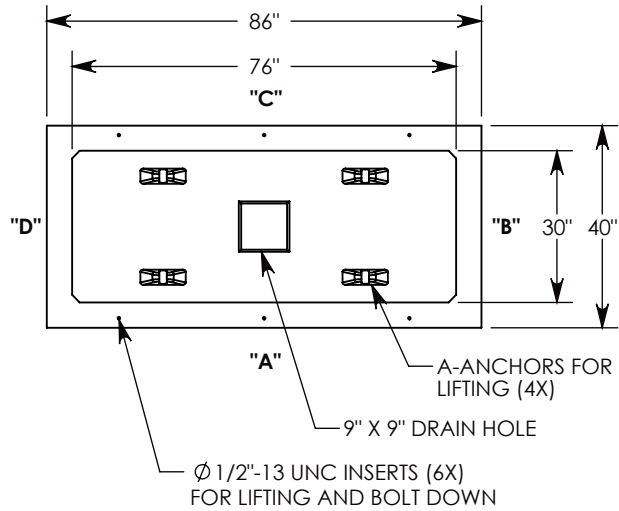 86"
76"
"C"
"D"
"B"
30"
40"
"A"
A-ANCHORS FOR
LIFTING (4X)
9" X 9" DRAIN HOLE
Ø 1/2"-13 UNC INSERTS (6X)
FOR LIFTING AND BOLT DOWN